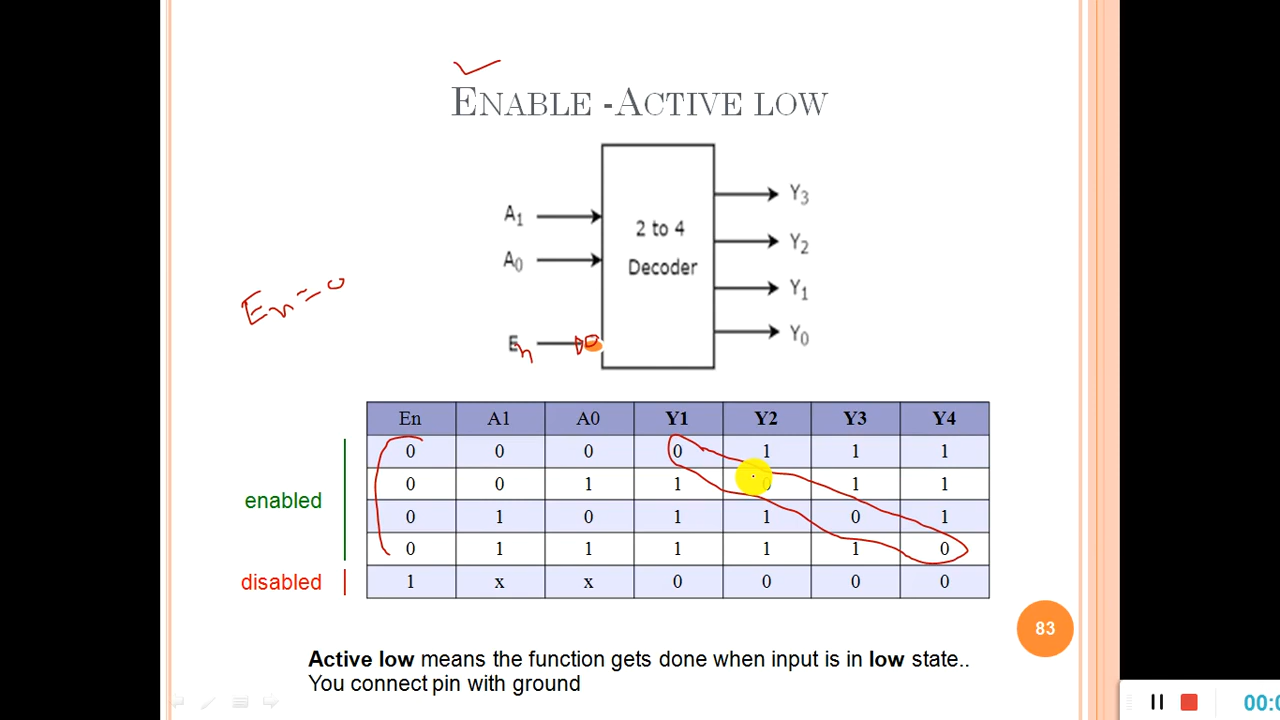 ENABLE -ACTIVE LOW
A1
A0
En
2 to 4
Decoder
Y3
Y2
Y1
Y0
En=0
En A1 A0 Y1 Y2 Y3 Y4
0 0 0 0 1 1 1
0 0 1 1 0 1 1
0 1 0 1 1 0 1
0 1 1 1 1 1 0
1 x x 0 0 0 0
enabled
disabled
83
Active low means the function gets done when input is in low state..
You connect pin with ground